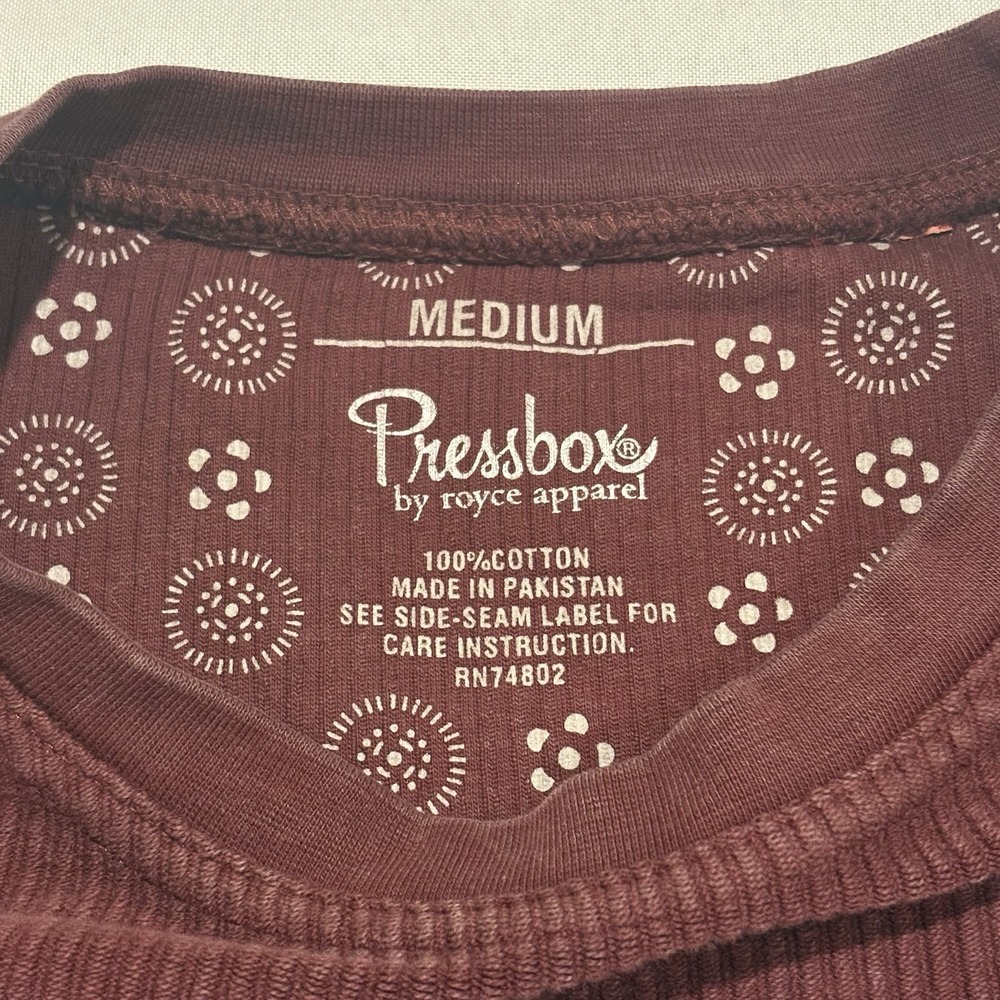 MEDIUM
Pressbox®
by royce apparel
100%COTTON
MADE IN PAKISTAN
SEE SIDE-SEAM LABEL FOR
CARE INSTRUCTION.
RN74802